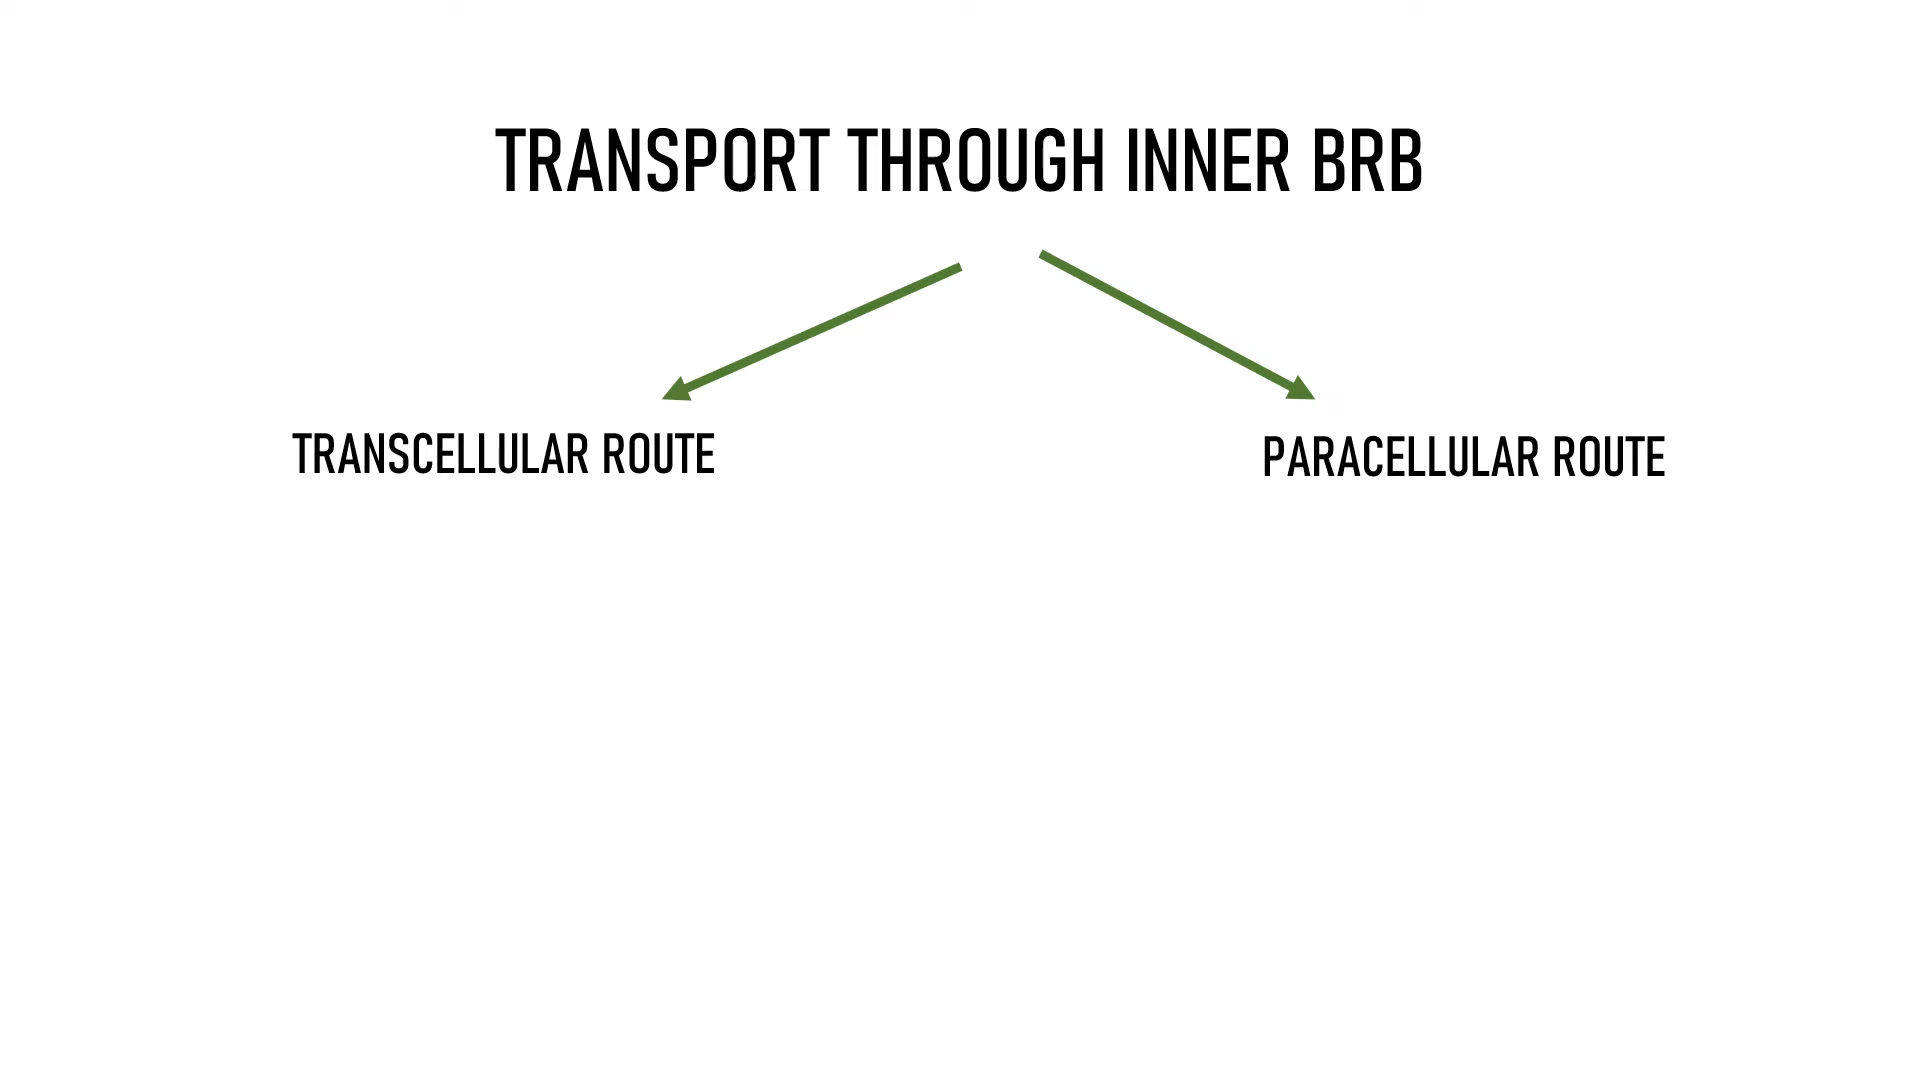 TRANSPORT THROUGH INNER BRB
TRANSCELLULAR ROUTE
PARACELLULAR ROUTE